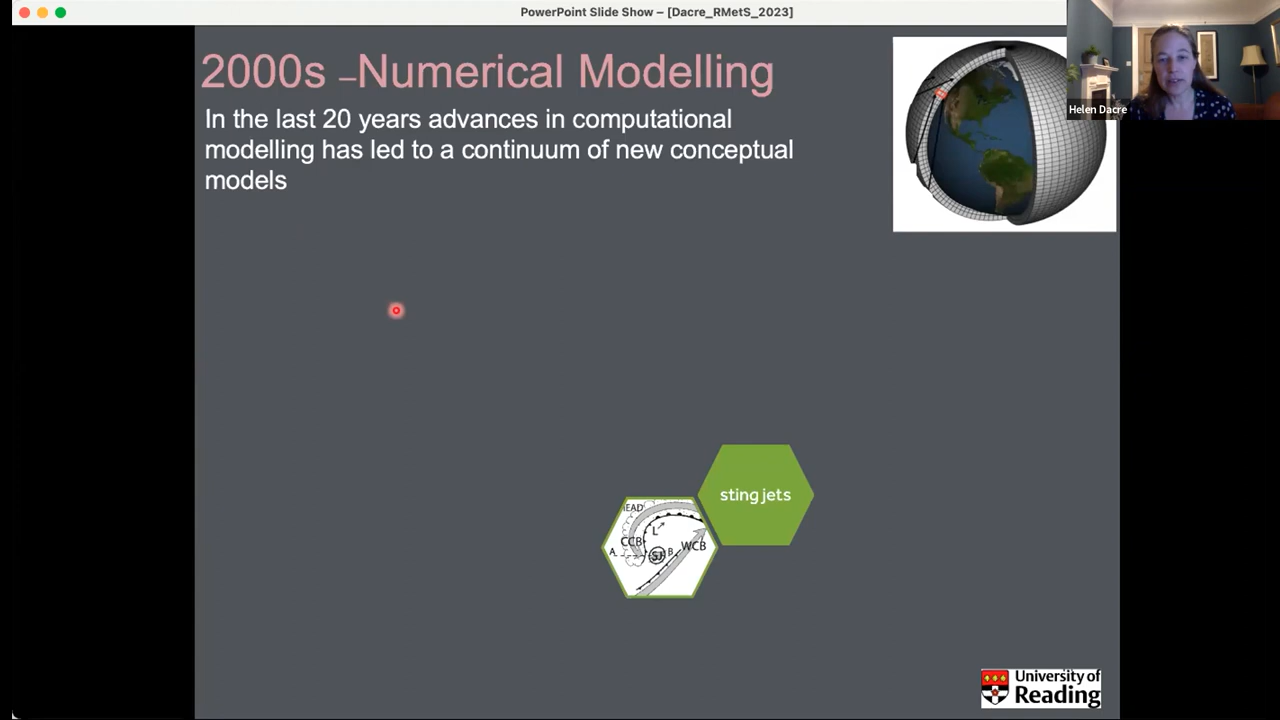 PowerPoint Slide Show – [Dacre_RMetS_2023]
Helen Dacre
2000s –Numerical Modelling
In the last 20 years advances in computational
modelling has led to a continuum of new conceptual
models
sting jets
L
CCB
A
B
WCB
University of
Reading